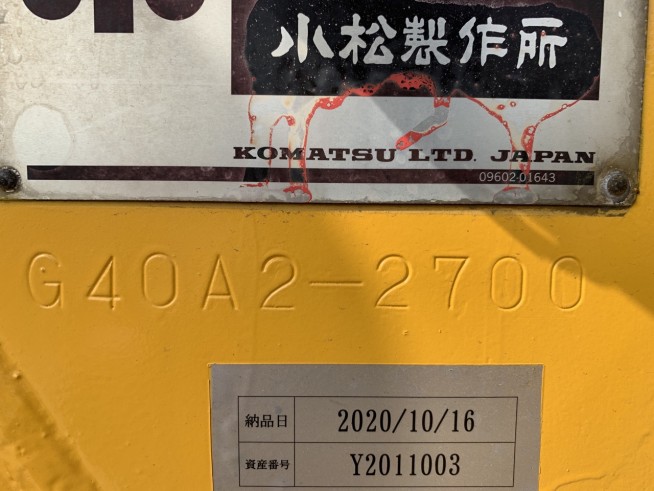 小松製作所
KOMATSU LTD. JAPAN
09602-01643
G40A2-2700
納品日 2020/10/16
資産番号 Y2011003